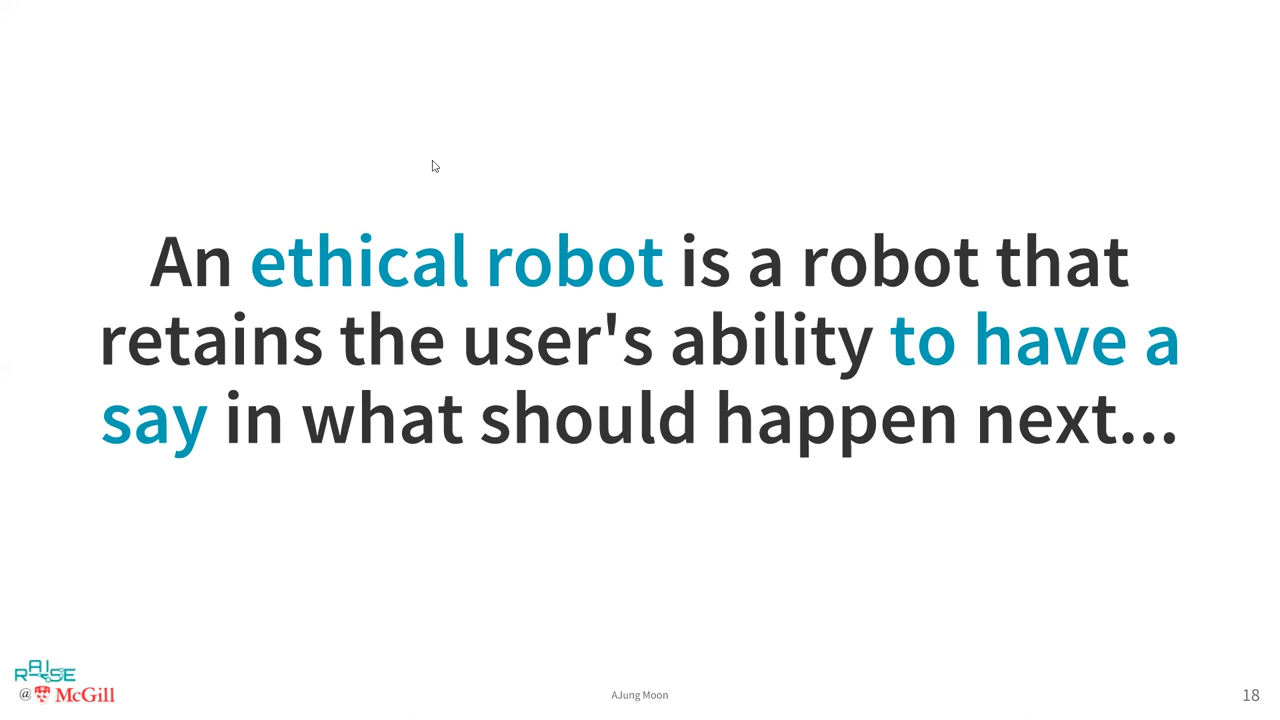 An ethical robot is a robot that
retains the user's ability to have a
say in what should happen next...
RAISE
@ McGill
AJung Moon
18